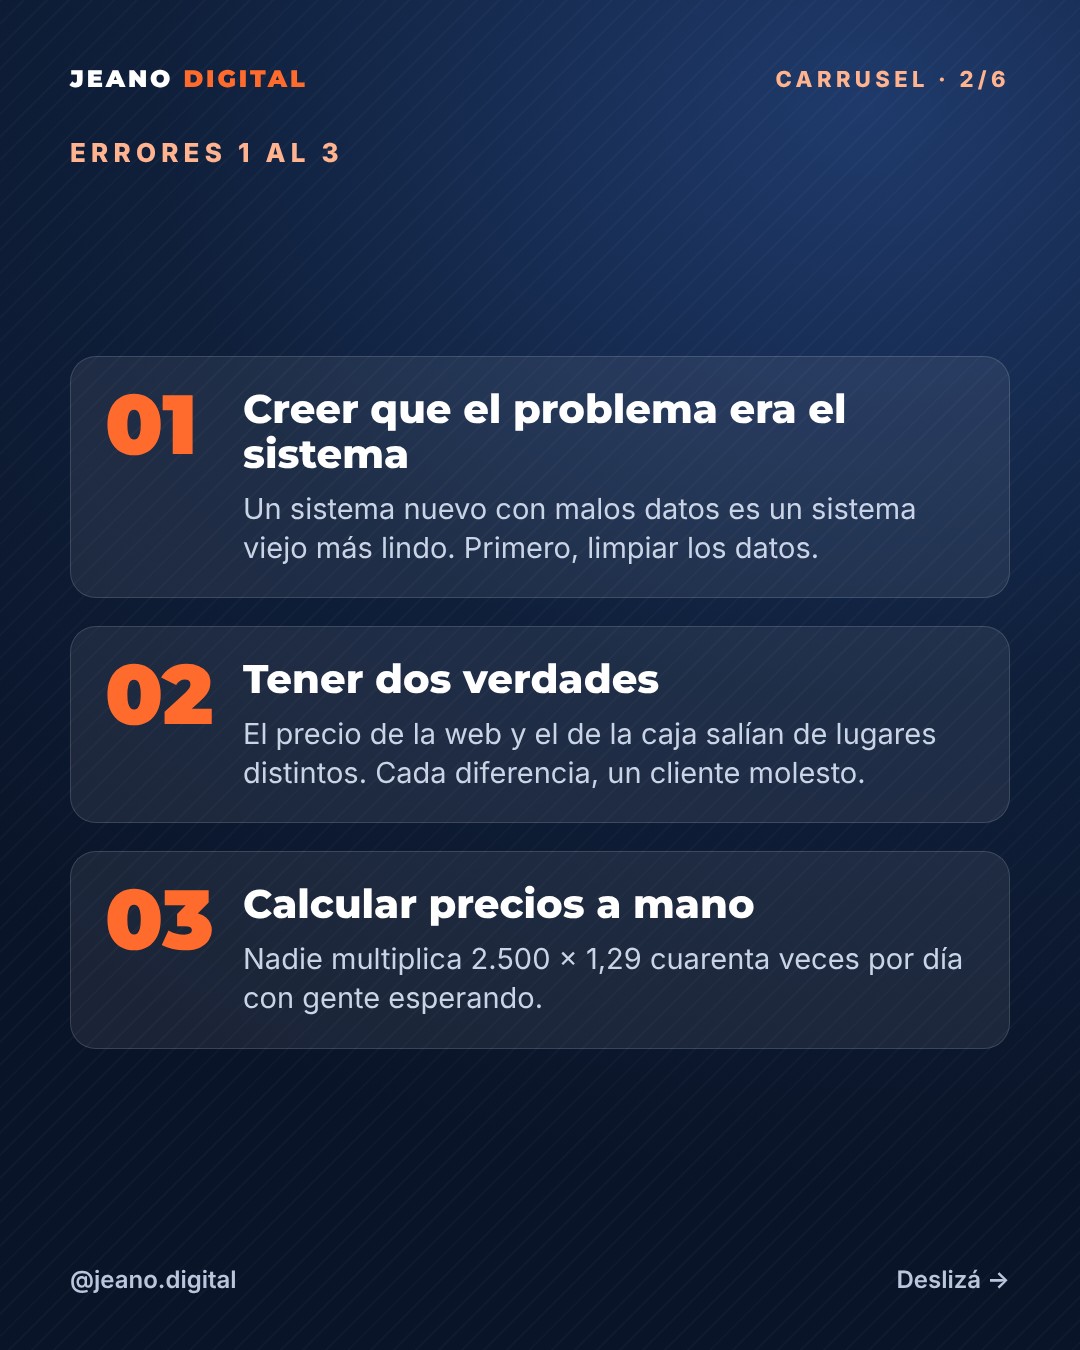 JEANO DIGITAL
CARRUSEL · 2/6
ERRORES 1 AL 3
01
Creer que el problema era el
sistema
Un sistema nuevo con malos datos es un sistema
viejo más lindo. Primero, limpiar los datos.
02
Tener dos verdades
El precio de la web y el de la caja salían de lugares
distintos. Cada diferencia, un cliente molesto.
03
Calcular precios a mano
Nadie multiplica 2.500 × 1,29 cuarenta veces por día
con gente esperando.
@jeano.digital
Deslizá →